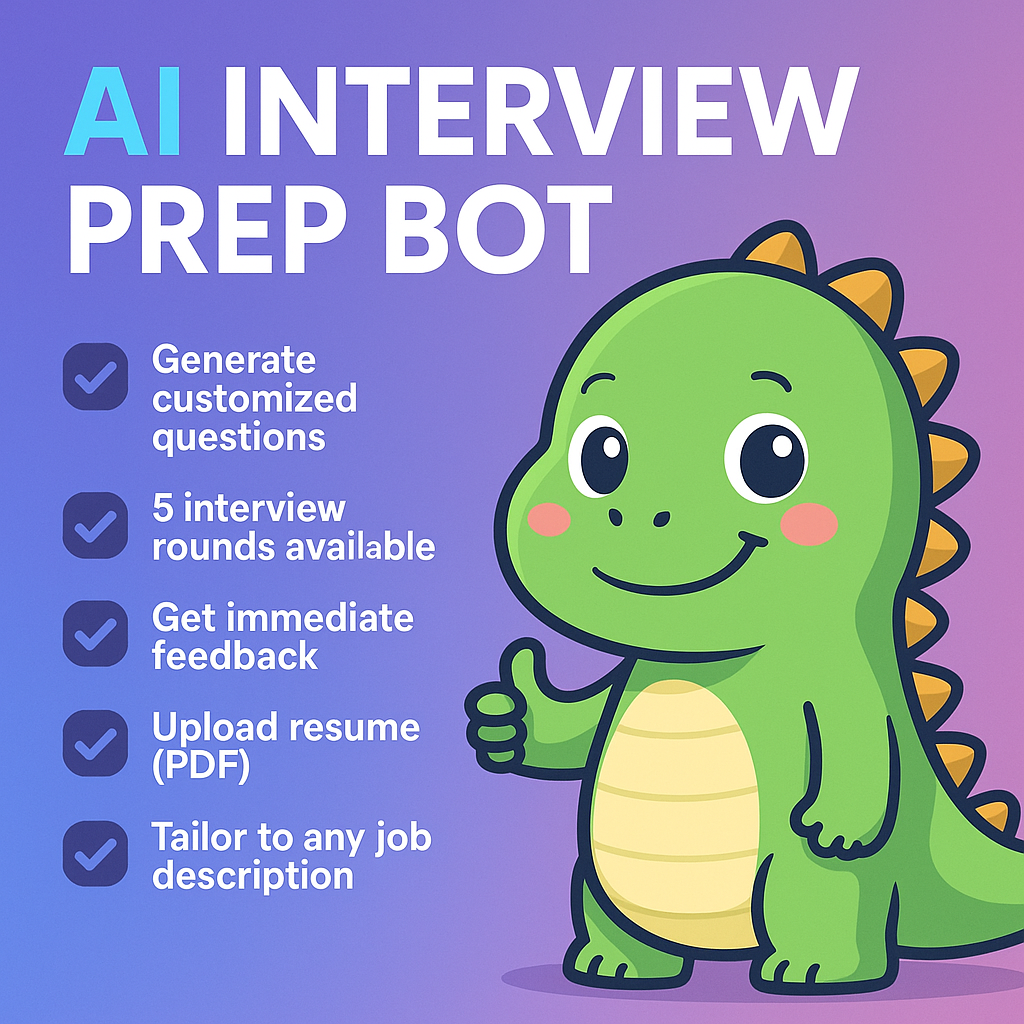 AI INTERVIEW
PREP BOT
Generate
customized
questions
5 interview
rounds available
Get immediate
feedback
Upload resume
(PDF)
Tailor to any job
description